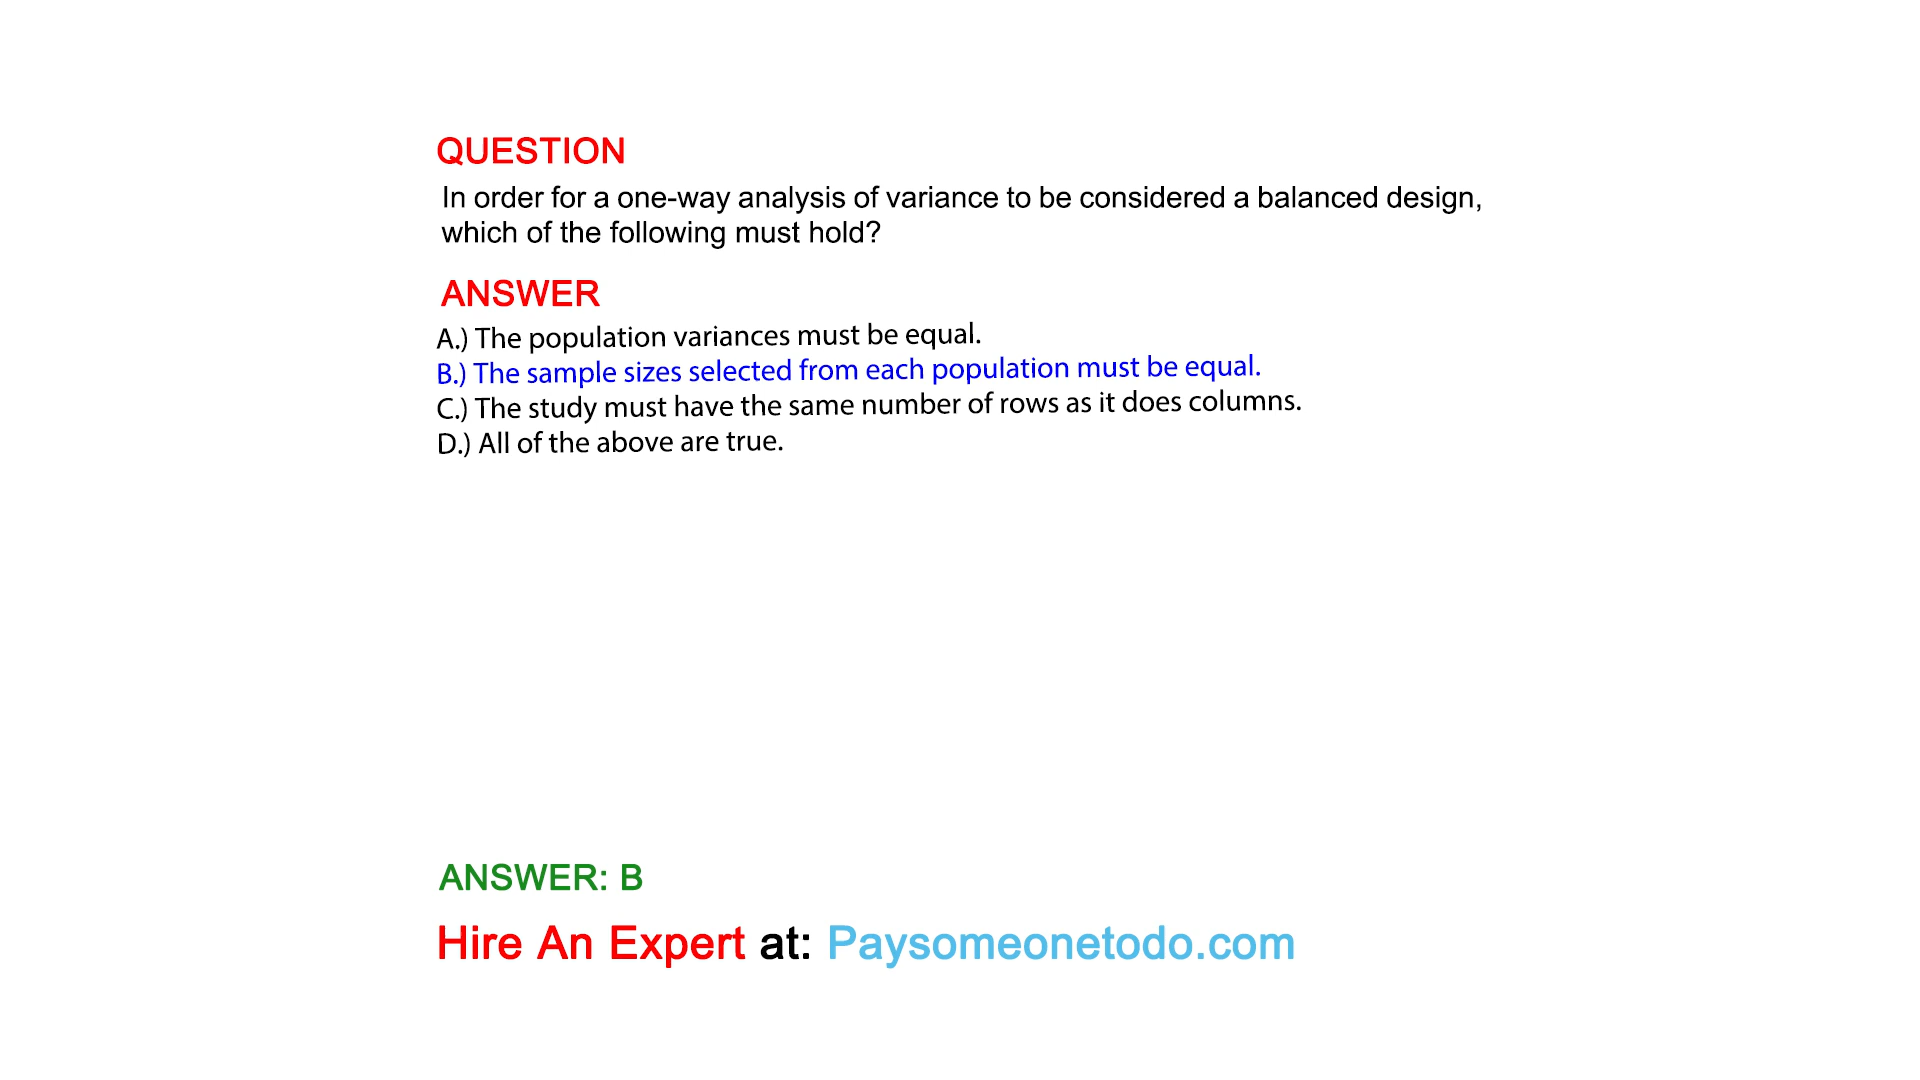 QUESTION
In order for a one-way analysis of variance to be considered a balanced design,
which of the following must hold?
ANSWER
A.) The population variances must be equal.
B.) The sample sizes selected from each population must be equal.
C.) The study must have the same number of rows as it does columns.
D.) All of the above are true.
ANSWER: B
Hire An Expert at: Paysomeonetodo.com